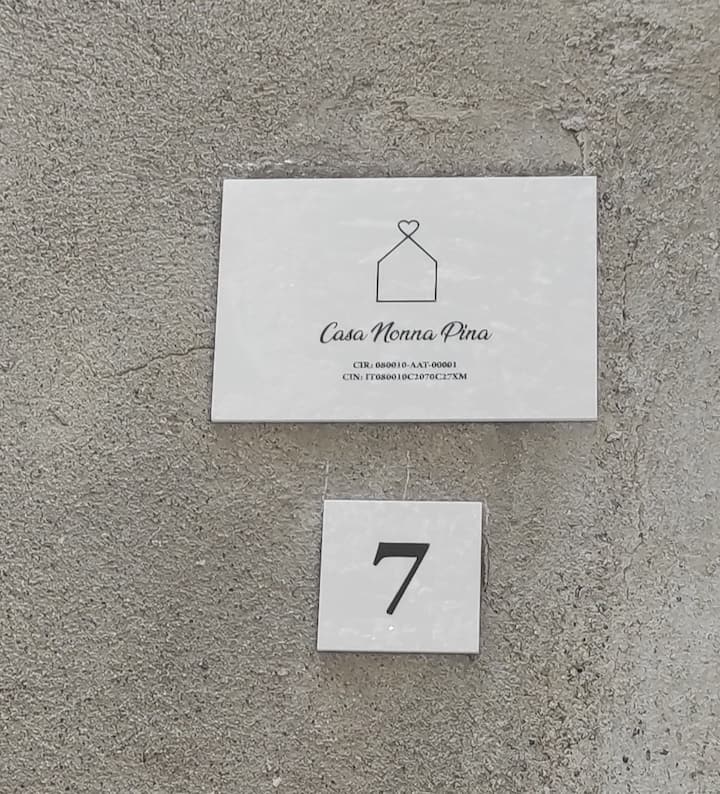 Casa Nonna Pina
CIR: 080010-AAT-00001
CIN: IT080010C2070C27XM
7